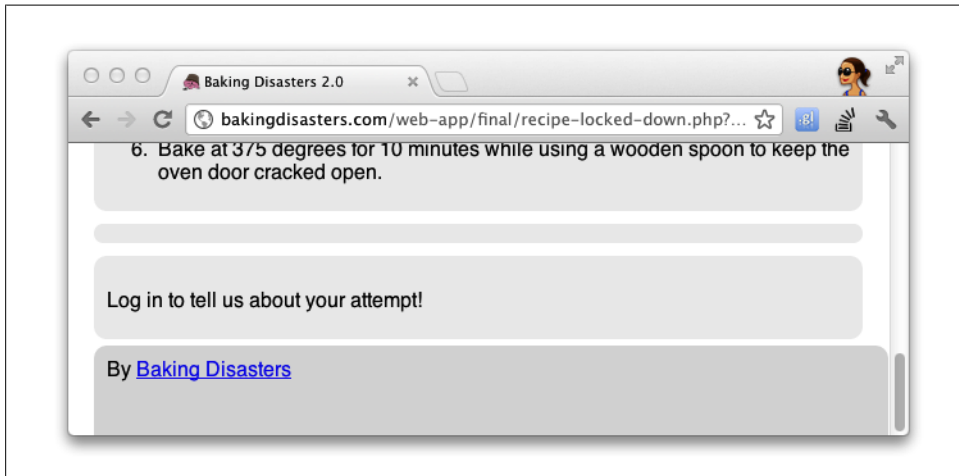 Baking Disasters 2.0
bakingdisasters.com/web-app/final/recipe-locked-down.php?...
:g!
6. Bake at 375 degrees for 10 minutes while using a wooden spoon to keep the
oven door cracked open.
Log in to tell us about your attempt!
By Baking Disasters